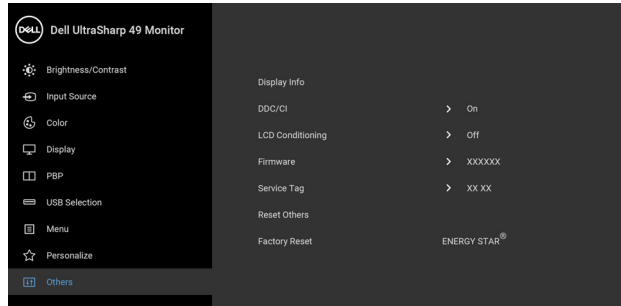 DELL Dell UltraSharp 49 Monitor
Brightness/Contrast
Input Source
Color
Display
PBP
USB Selection
Menu
Personalize
Others
Display Info
DDC/CI > On
LCD Conditioning > Off
Firmware > XXXXXX
Service Tag > XX XX
Reset Others
Factory Reset ENERGY STAR®